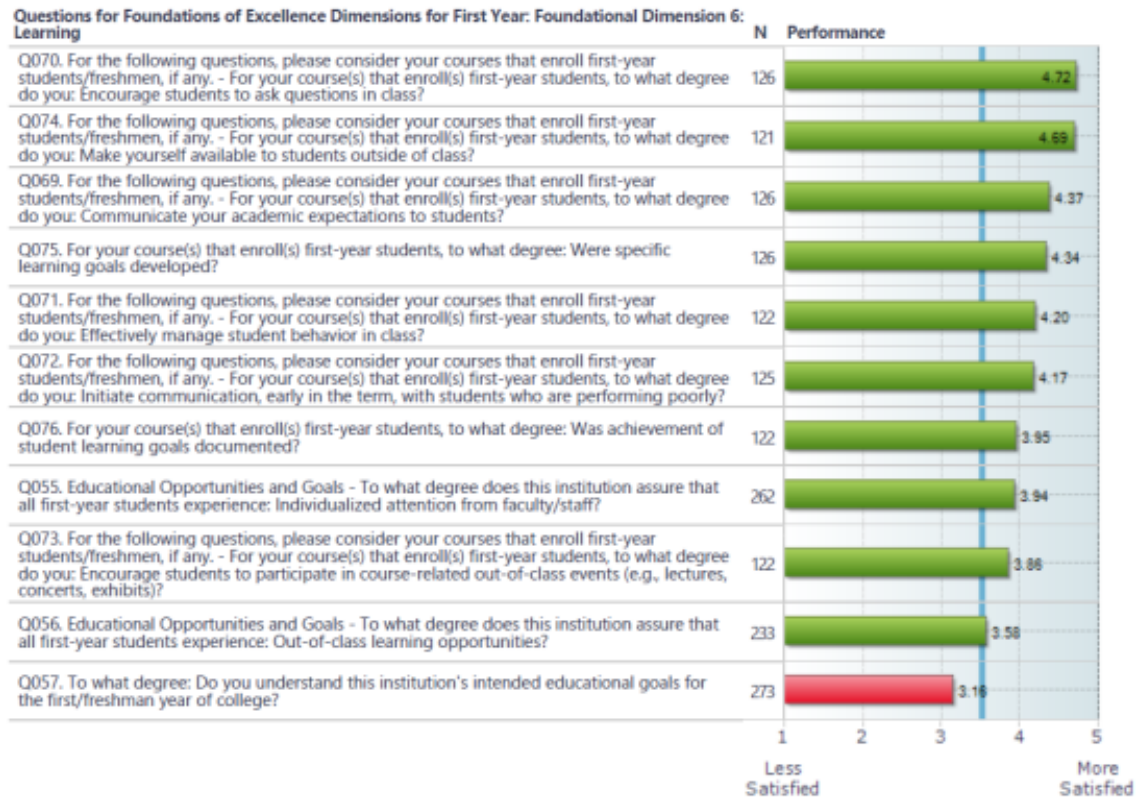 Questions for Foundations of Excellence Dimensions for First Year: Foundational Dimension 6:
Learning
N Performance
Q070. For the following questions, please consider your courses that enroll first-year
students/freshmen, if any. - For your course(s) that enroll(s) first-year students, to what degree
do you: Encourage students to ask questions in class?
126
4.72
Q074. For the following questions, please consider your courses that enroll first-year
students/freshmen, if any. - For your course(s) that enroll(s) first-year students, to what degree
do you: Make yourself available to students outside of class?
121
4.69
Q069. For the following questions, please consider your courses that enroll first-year
students/freshmen, if any. - For your course(s) that enroll(s) first-year students, to what degree
do you: Communicate your academic expectations to students?
126
4.37
Q075. For your course(s) that enroll(s) first-year students, to what degree: Were specific
learning goals developed?
126
4.34
Q071. For the following questions, please consider your courses that enroll first-year
students/freshmen, if any. - For your course(s) that enroll(s) first-year students, to what degree
do you: Effectively manage student behavior in class?
122
4.20
Q072. For the following questions, please consider your courses that enroll first-year
students/freshmen, if any. - For your course(s) that enroll(s) first-year students, to what degree
do you: Initiate communication, early in the term, with students who are performing poorly?
125
4.17
Q076. For your course(s) that enroll(s) first-year students, to what degree: Was achievement of
student learning goals documented?
122
3.95
Q055. Educational Opportunities and Goals - To what degree does this institution assure that
all first-year students experience: Individualized attention from faculty/staff?
262
3.94
Q073. For the following questions, please consider your courses that enroll first-year
students/freshmen, if any. - For your course(s) that enroll(s) first-year students, to what degree
do you: Encourage students to participate in course-related out-of-class events (e.g., lectures,
concerts, exhibits)?
122
3.86
Q056. Educational Opportunities and Goals - To what degree does this institution assure that
all first-year students experience: Out-of-class learning opportunities?
233
3.58
Q057. To what degree: Do you understand this institution's intended educational goals for
the first/freshman year of college?
273
3.16
1 2 3 4 5
Less
Satisfied
More
Satisfied